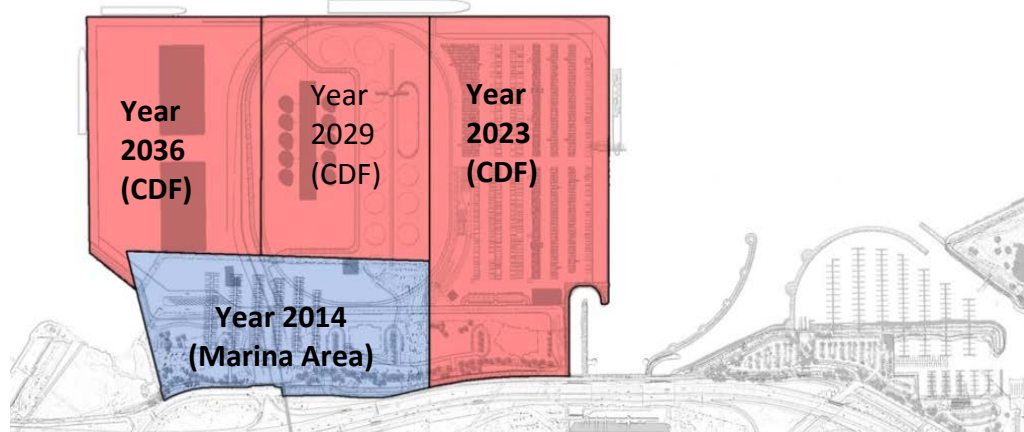 Year
2036
(CDF)
Year
2029
(CDF)
Year
2023
(CDF)
Year 2014
(Marina Area)